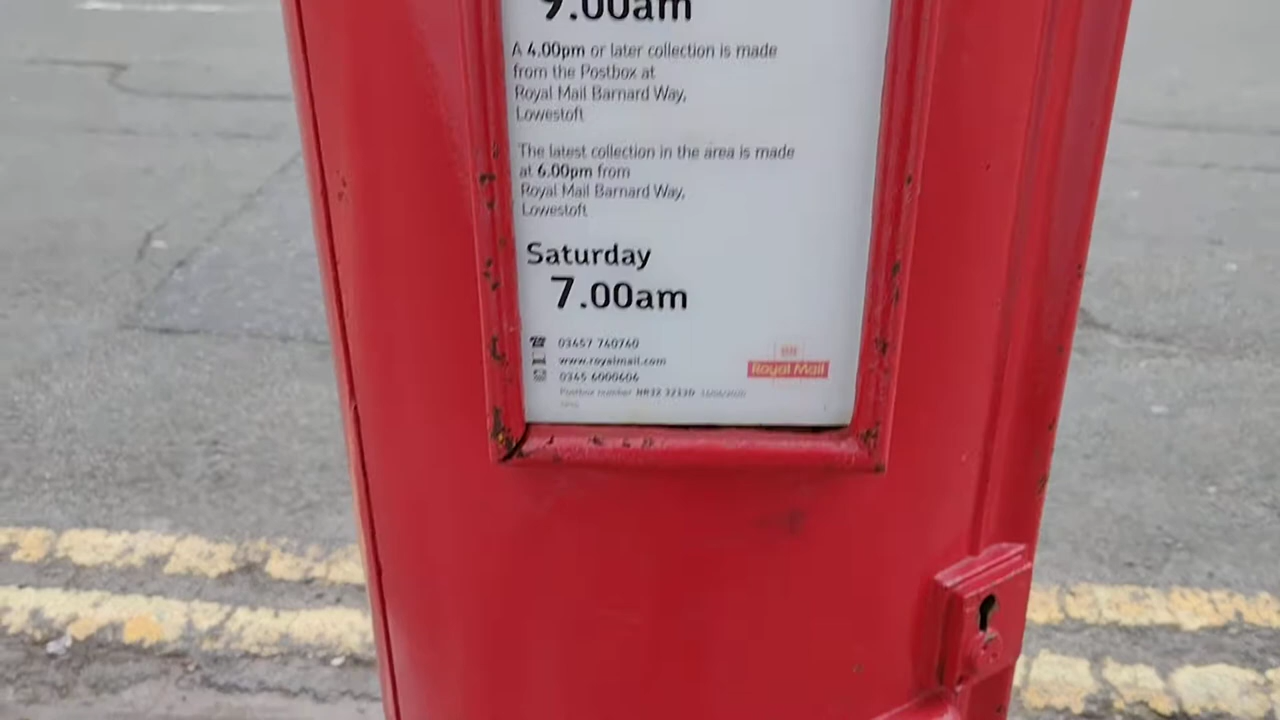 9.00am
A 4.00pm or later collection is made
from the Postbox at
Royal Mail Barnard Way,
Lowestoft
The latest collection in the area is made
at 6.00pm from
Royal Mail Barnard Way,
Lowestoft
Saturday
7.00am
03457 740740
www.royalmail.com
0345 6000606
Royal Mail
Postbox number NR32 3213D